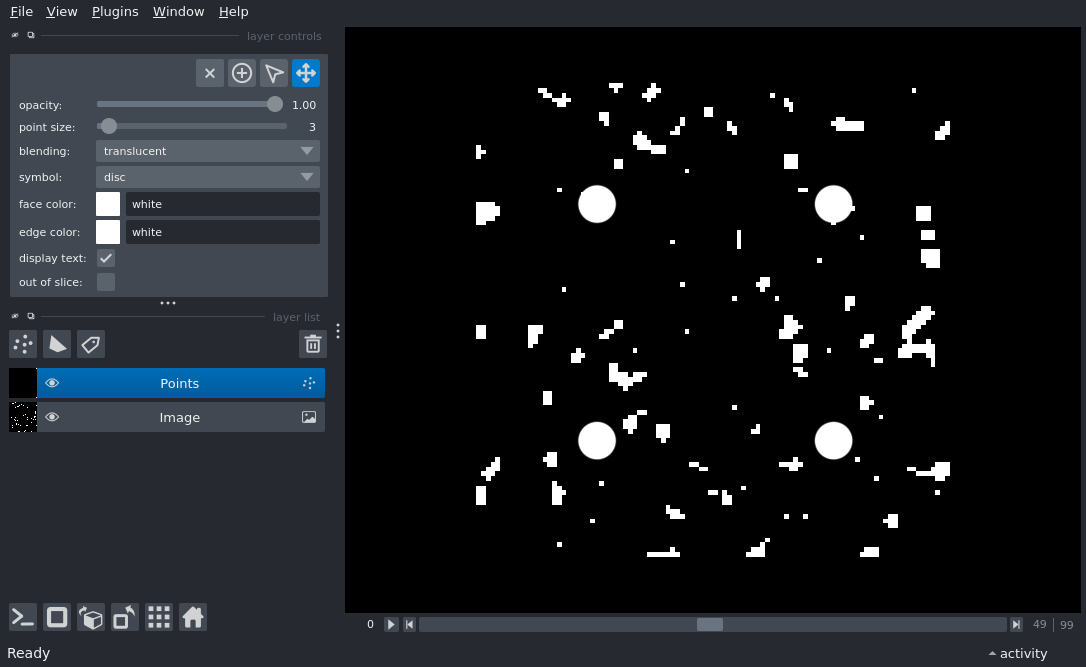 File View Plugins Window Help
layer controls
opacity: 1.00
point size: 3
blending: translucent
symbol: disc
face color: white
edge color: white
display text:
out of slice:
layer list
Points
Image
0 49 | 99
Ready activity